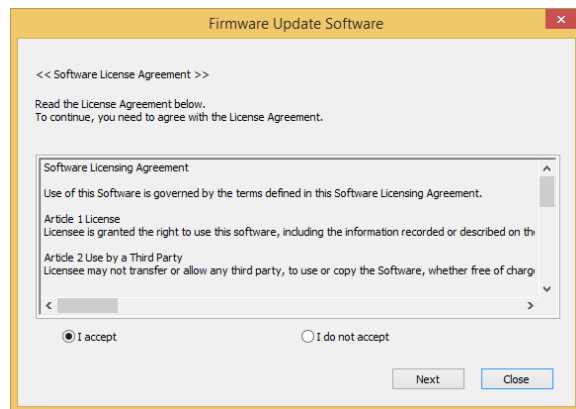 Firmware Update Software
<< Software License Agreement >>
Read the License Agreement below.
To continue, you need to agree with the License Agreement.
Software Licensing Agreement
Use of this Software is governed by the terms defined in this Software Licensing Agreement.
Article 1 License
Licensee is granted the right to use this software, including the information recorded or described on the
Article 2 Use by a Third Party
Licensee may not transfer or allow any third party, to use or copy the Software, whether free of charge
I accept
I do not accept
Next
Close